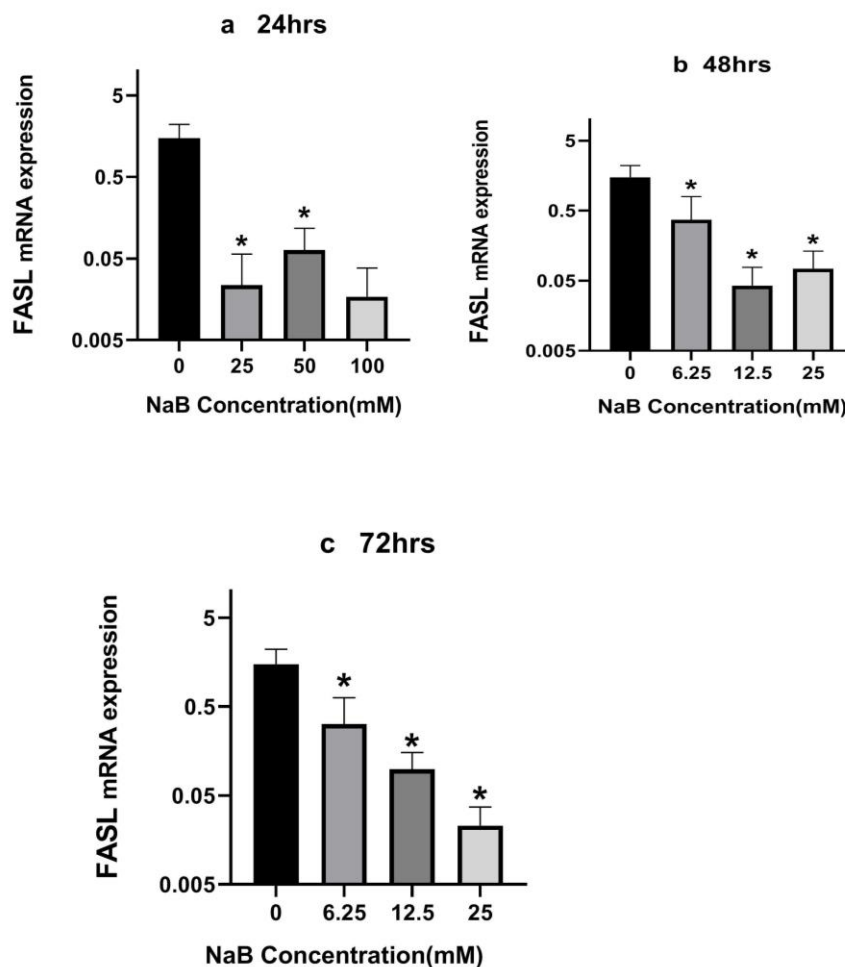 a 24hrs
FASL mRNA expression
5
0.5
0.05
0.005
*
*
0 25 50 100
NaB Concentration(mM)
b 48hrs
FASL mRNA expression
5
0.5
0.05
0.005
*
*
*
0 6.25 12.5 25
NaB Concentration(mM)
c 72hrs
FASL mRNA expression
5
0.5
0.05
0.005
*
*
*
0 6.25 12.5 25
NaB Concentration(mM)